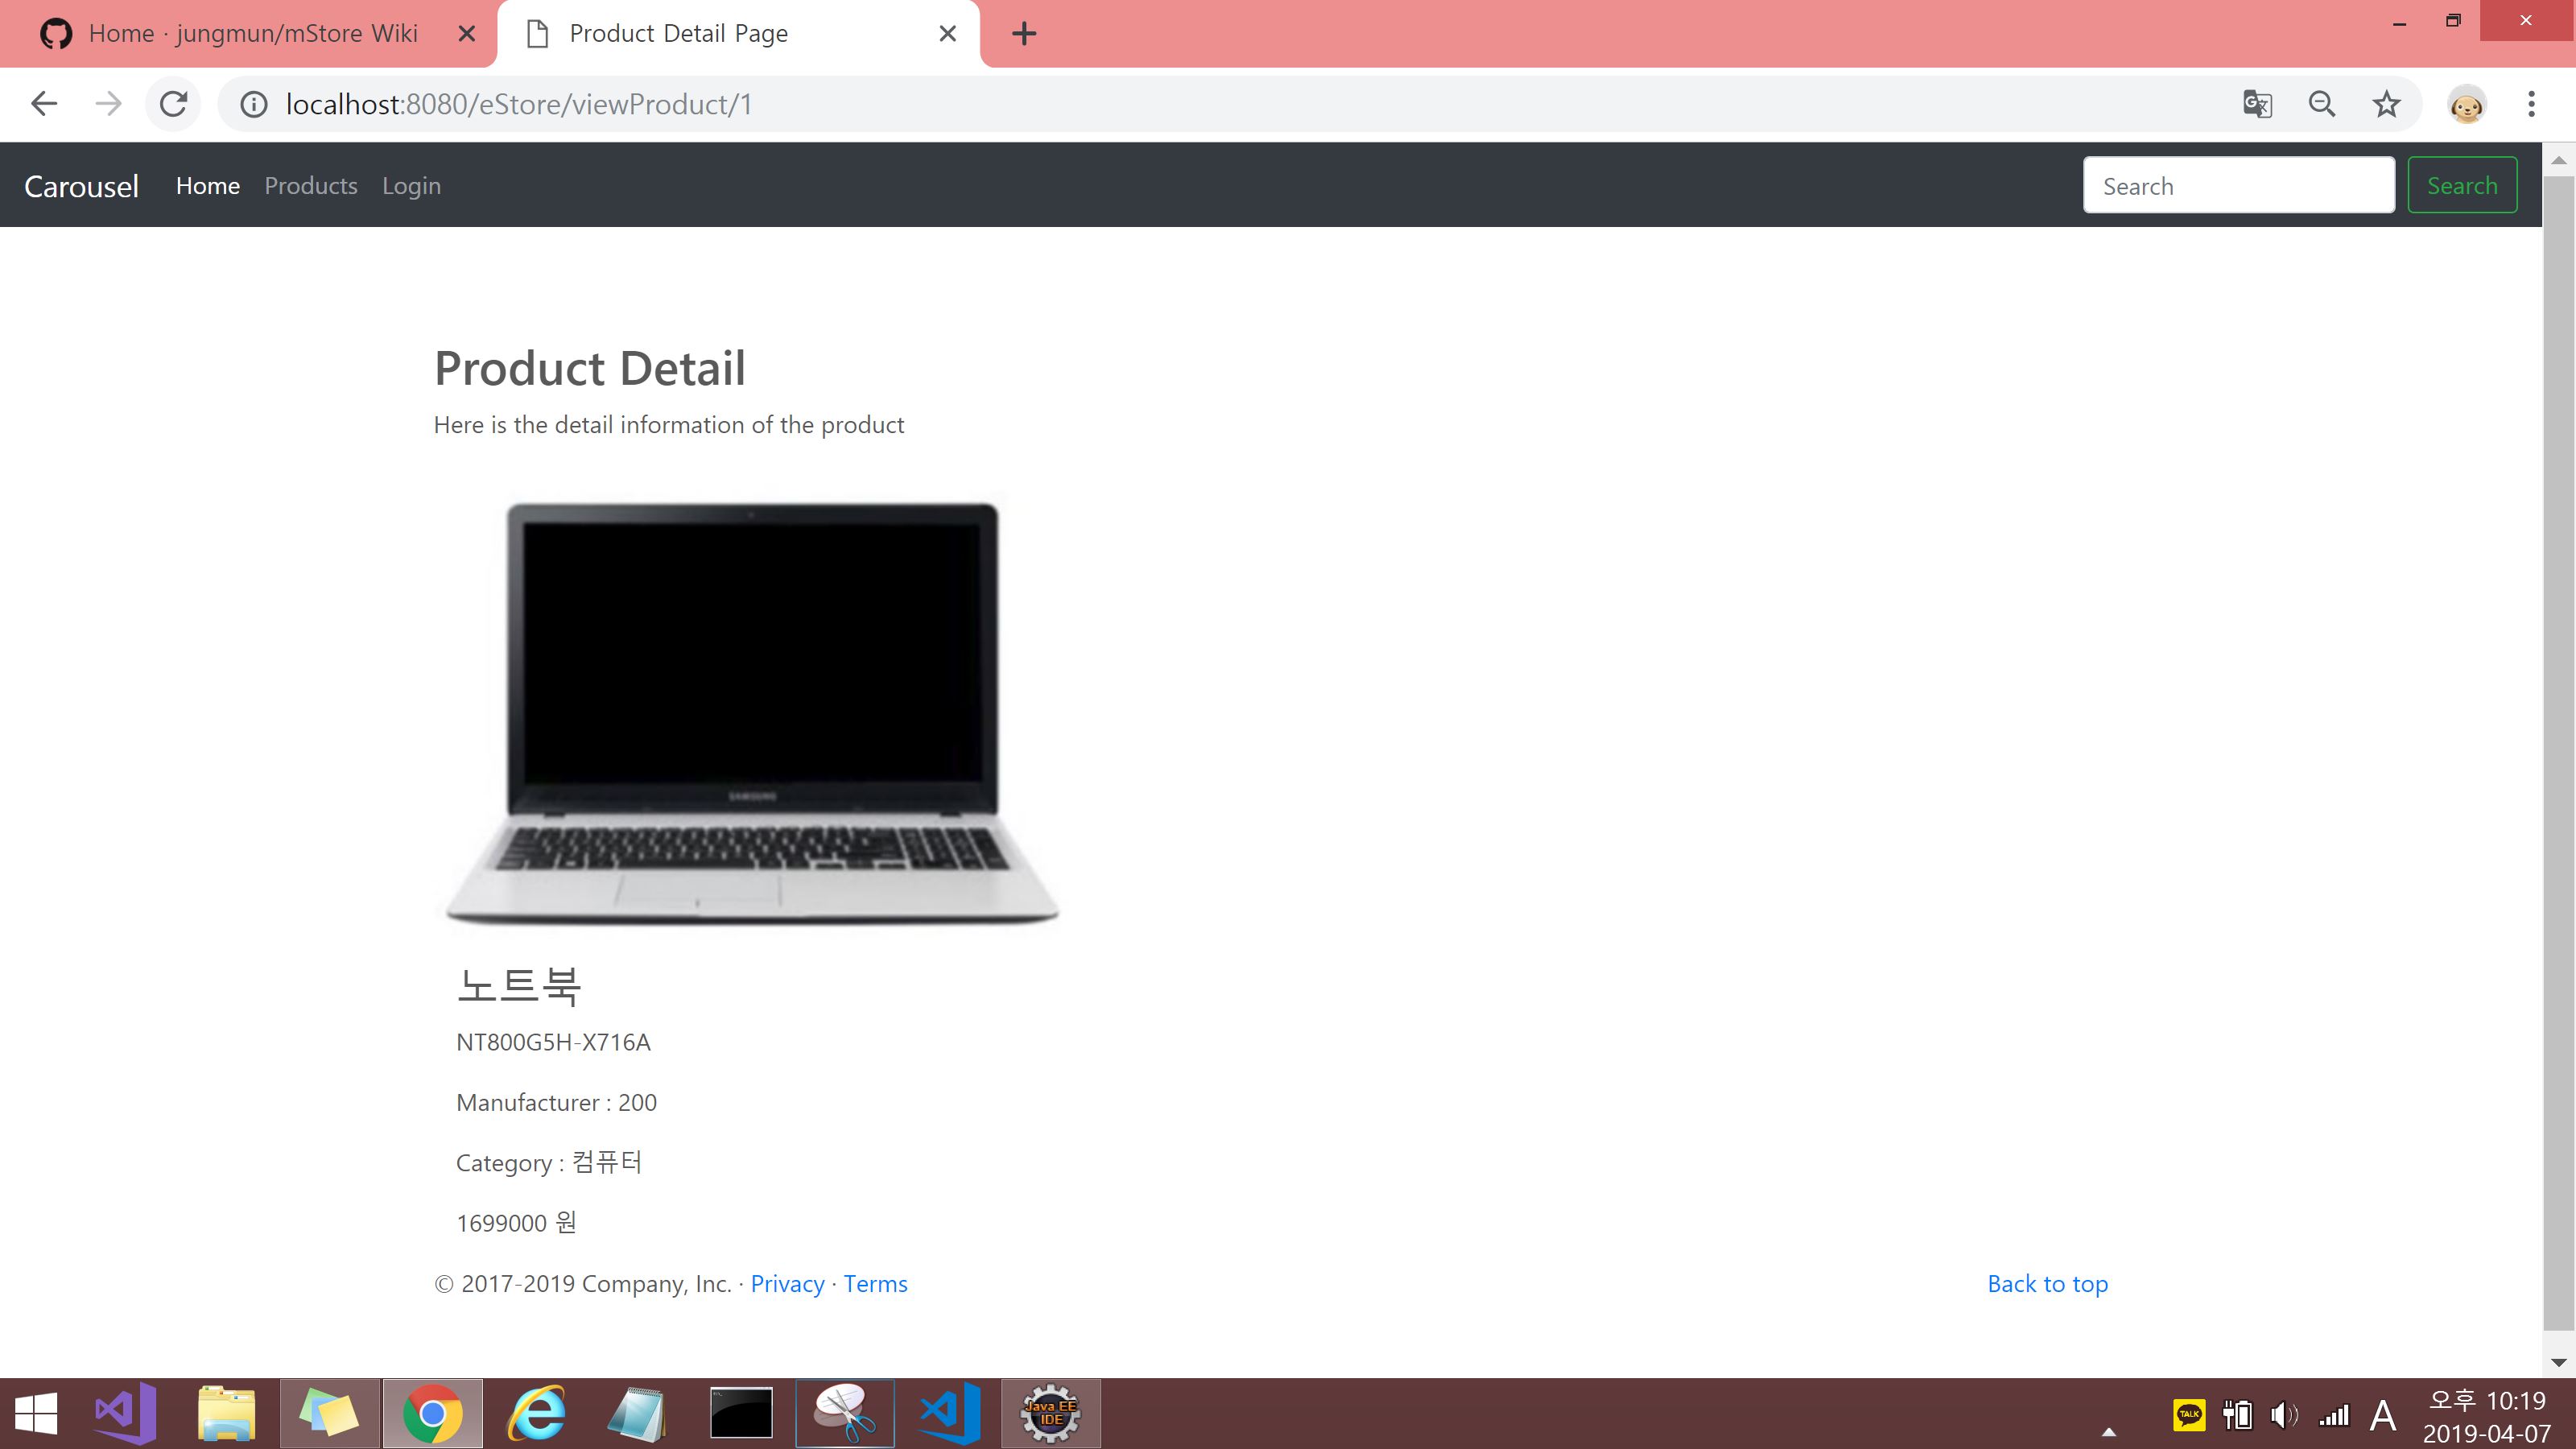 Home · jungmun/mStore Wiki
Product Detail Page
localhost:8080/eStore/viewProduct/1
Carousel Home Products Login Search Search
Product Detail
Here is the detail information of the product
SAMSUNG
노트북
NT800G5H-X716A
Manufacturer : 200
Category : 컴퓨터
1699000 원
© 2017-2019 Company, Inc. · Privacy · Terms Back to top
Java EE
IDE
TALK
A
오후 10:19
2019-04-07